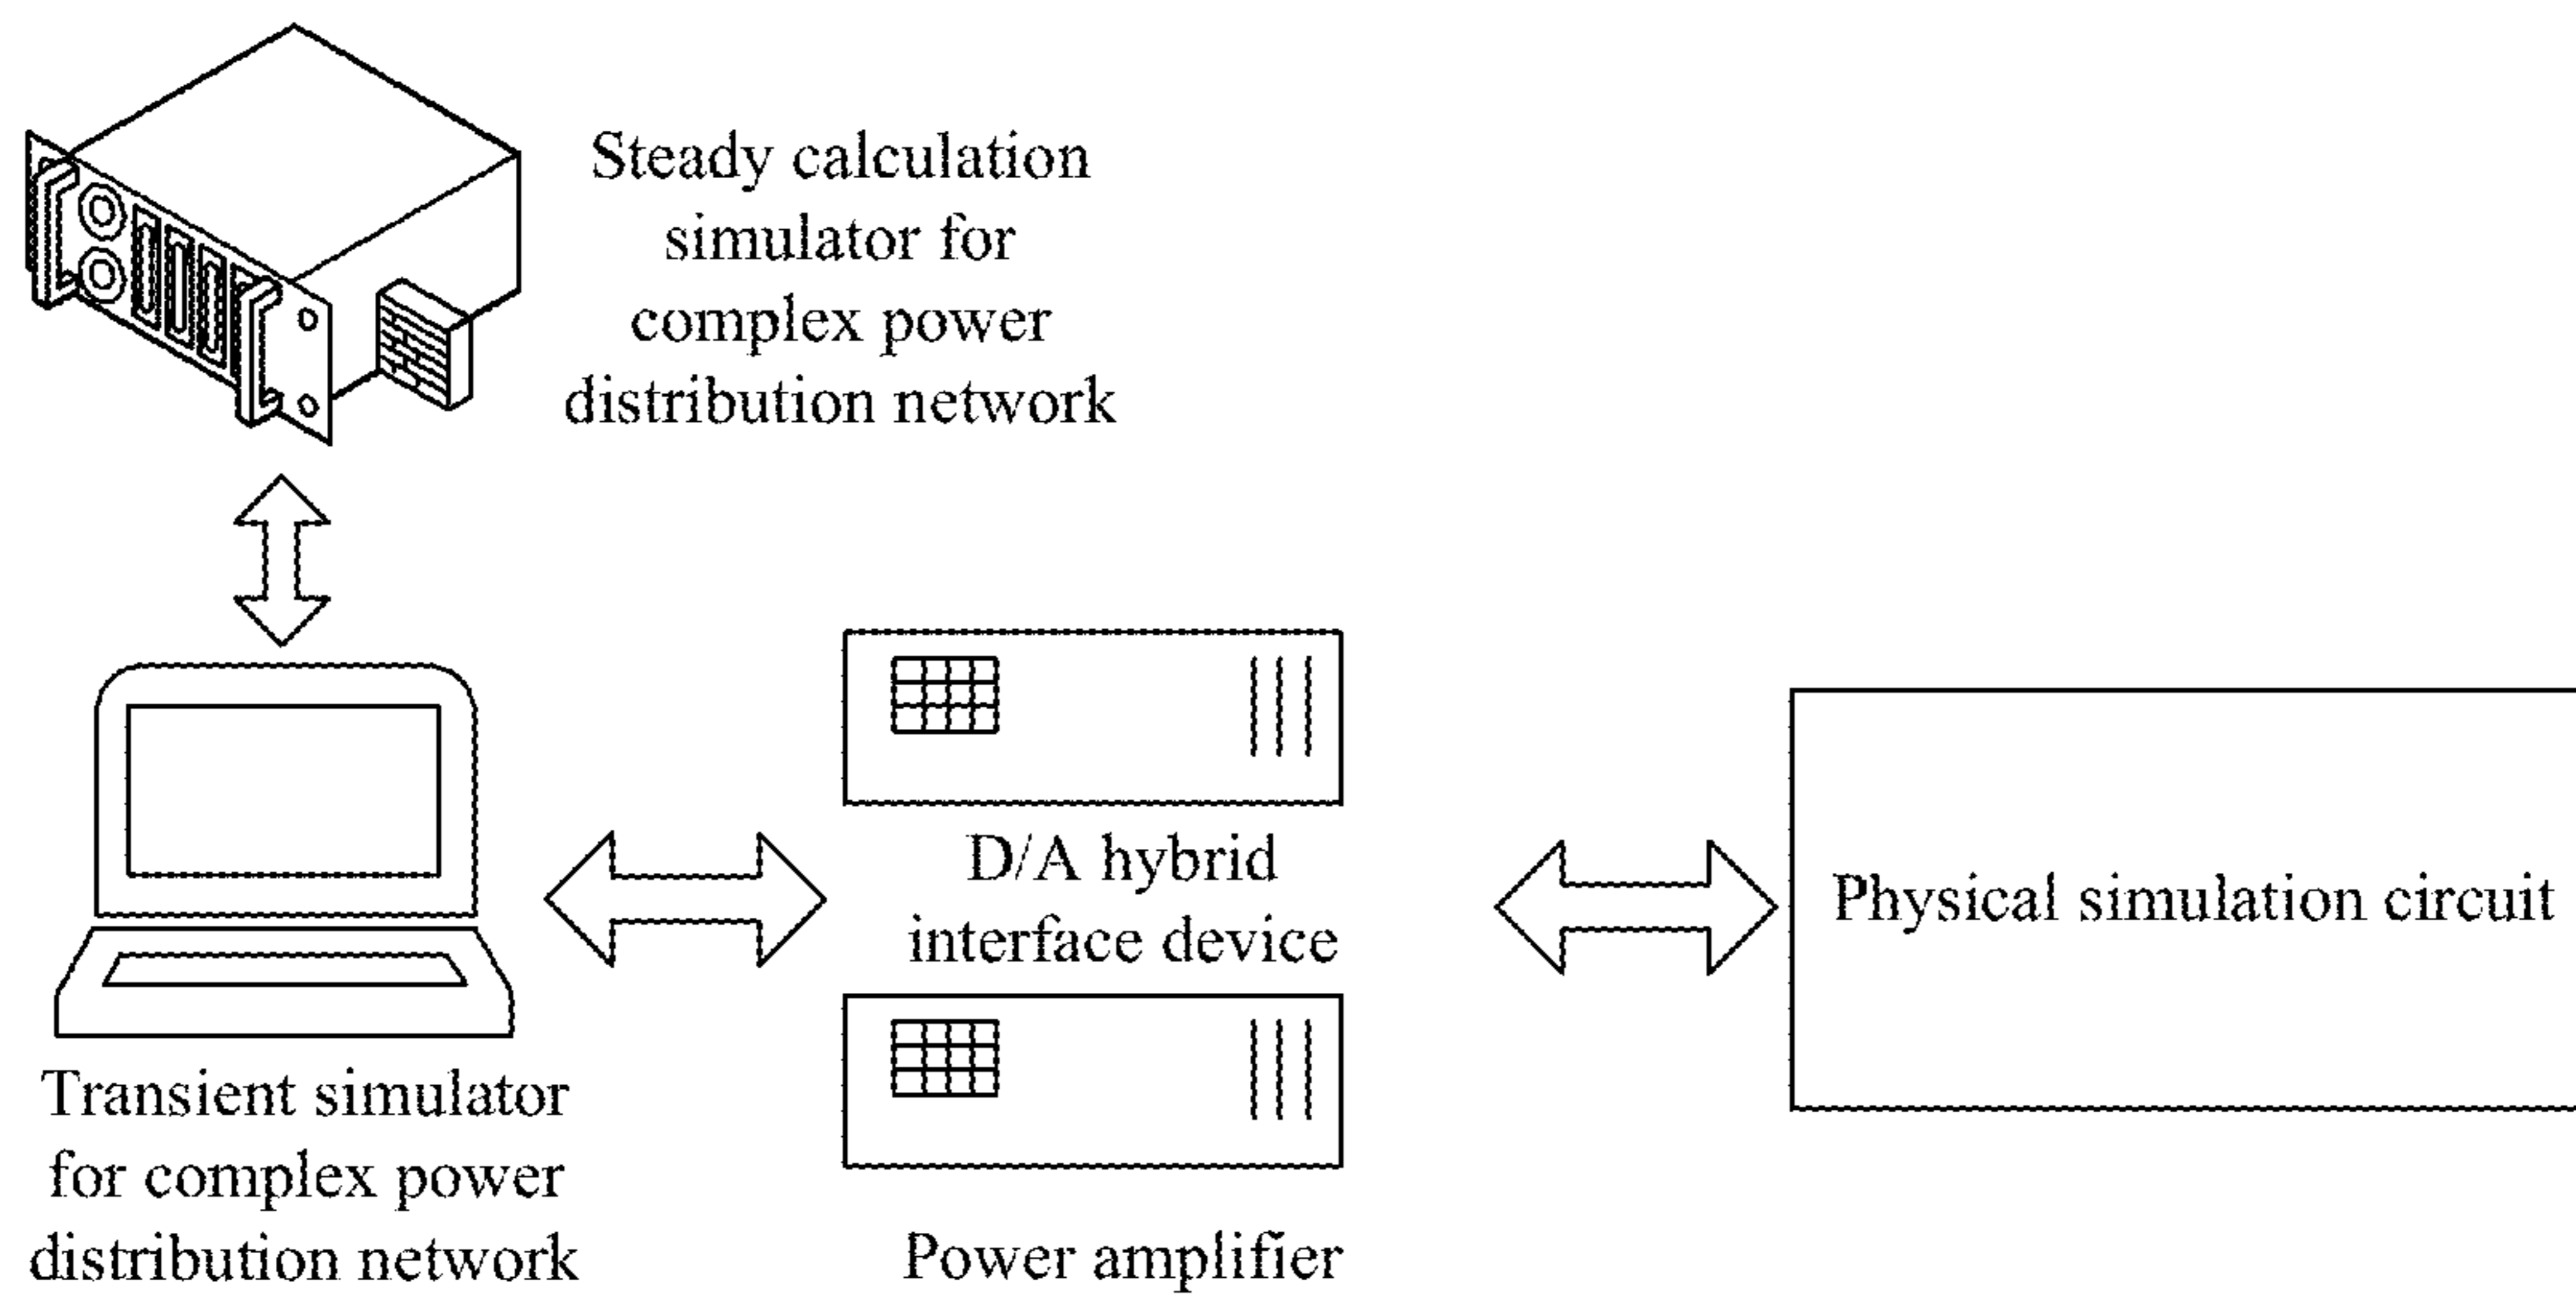 Steady calculation
simulator for
complex power
distribution network
D/A hybrid
interface device
Physical simulation circuit
Transient simulator
for complex power
distribution network
Power amplifier